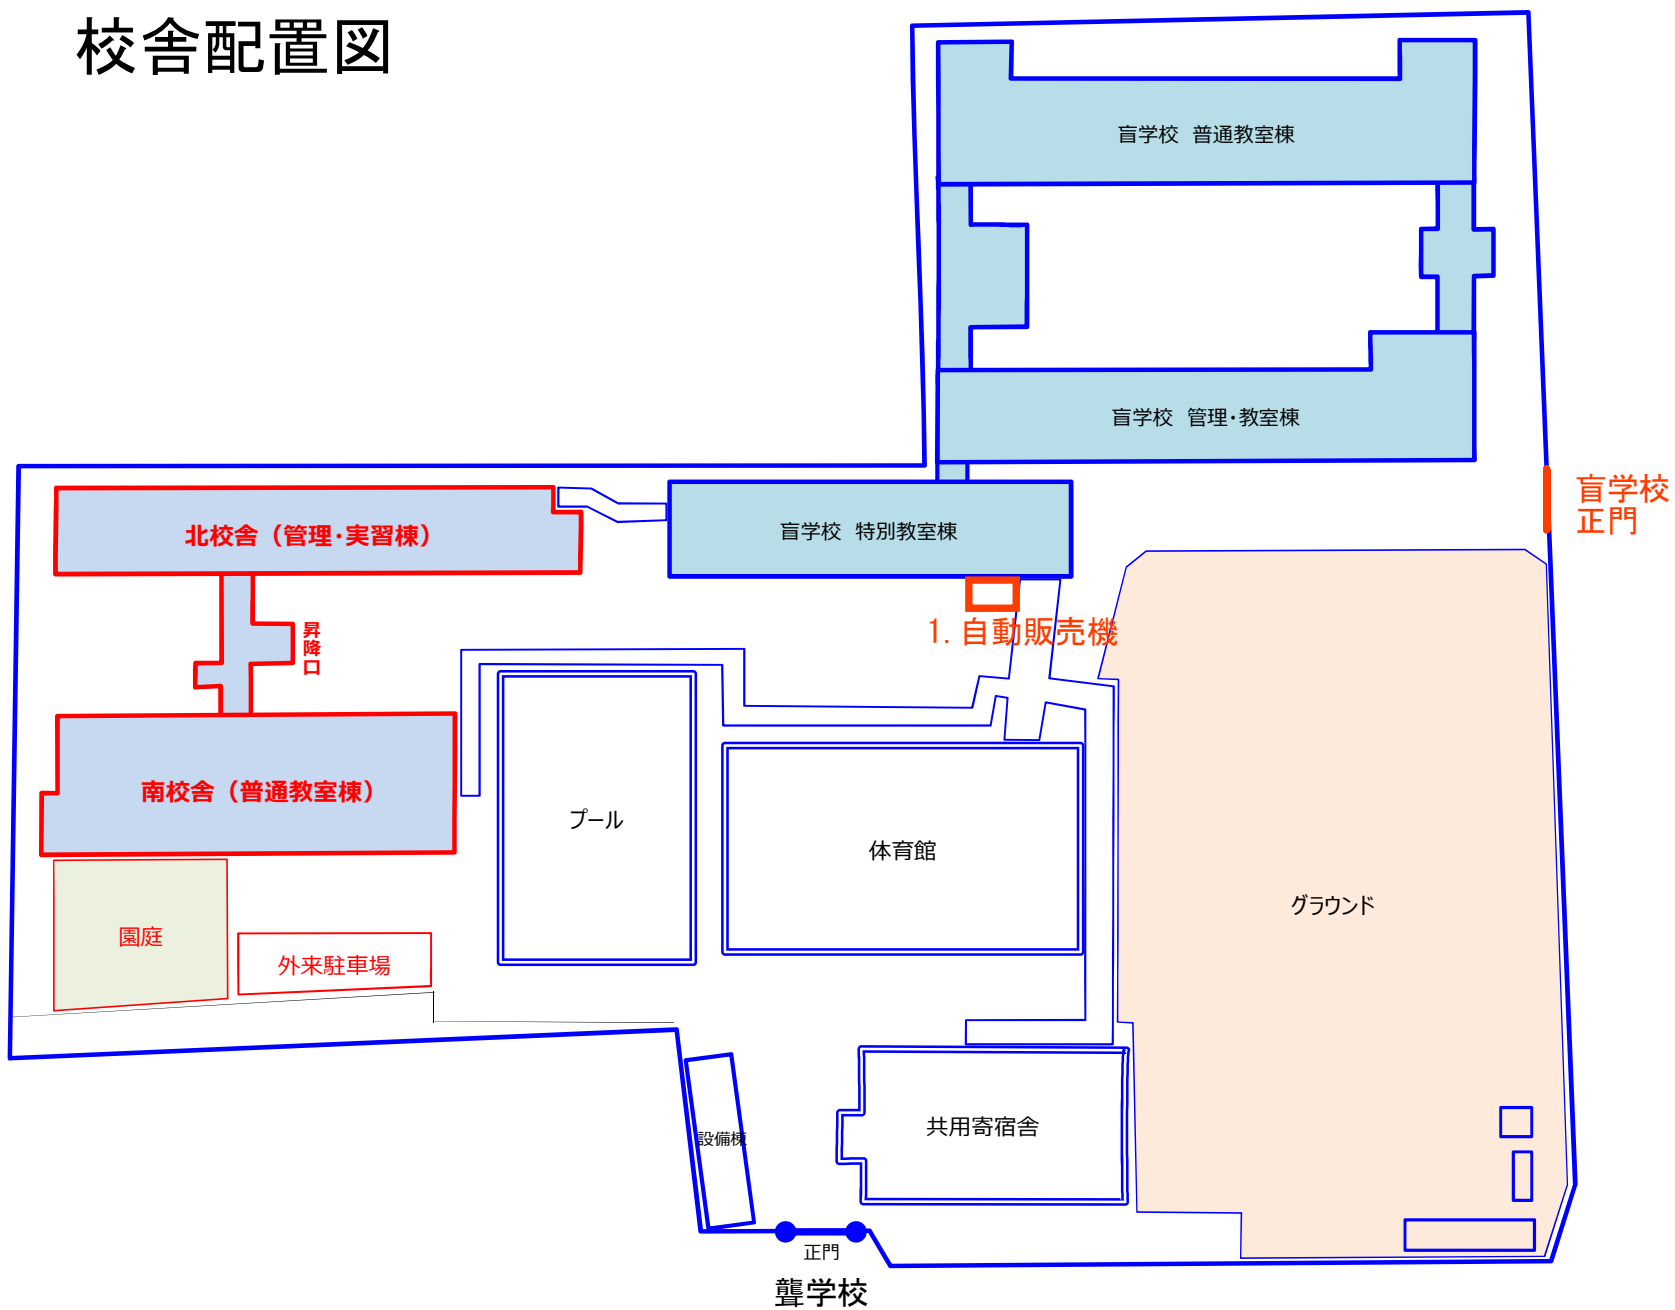 校舎配置図
盲学校　普通教室棟
盲学校　管理・教室棟
盲学校
正門
北校舎（管理・実習棟）
盲学校　特別教室棟
1. 自動販売機
昇降口
南校舎（普通教室棟）
プール
体育館
グラウンド
園庭
外来駐車場
設備棟
共用寄宿舎
正門
聾学校